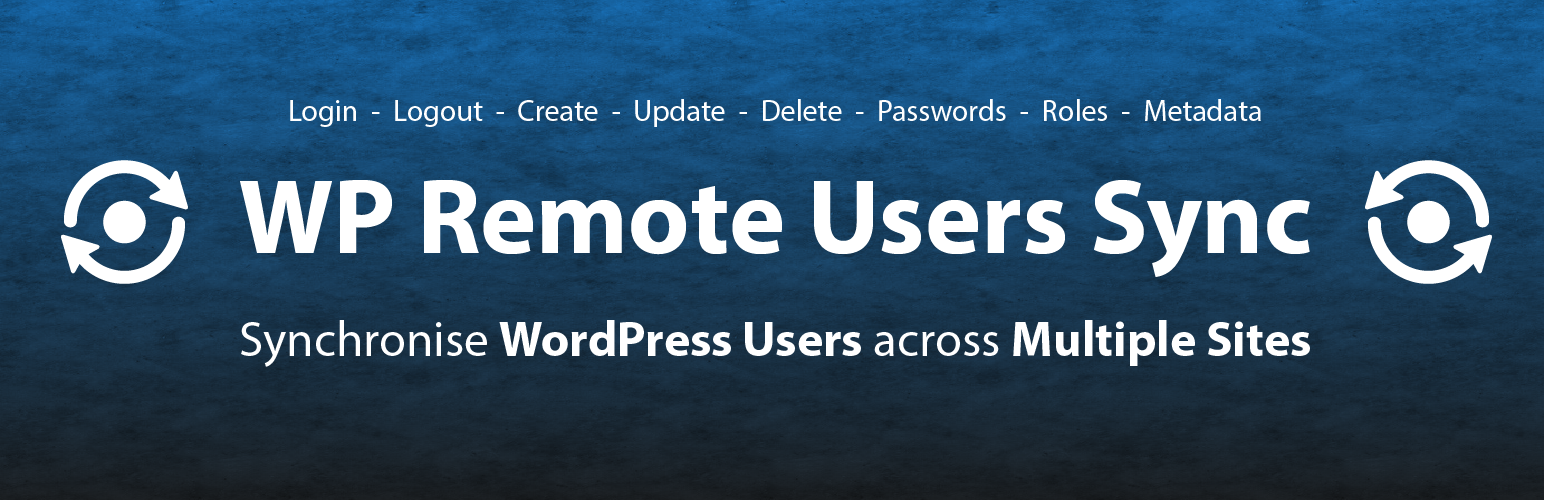 Login - Logout - Create - Update - Delete - Passwords - Roles - Metadata
WP Remote Users Sync
Synchronise WordPress Users across Multiple Sites